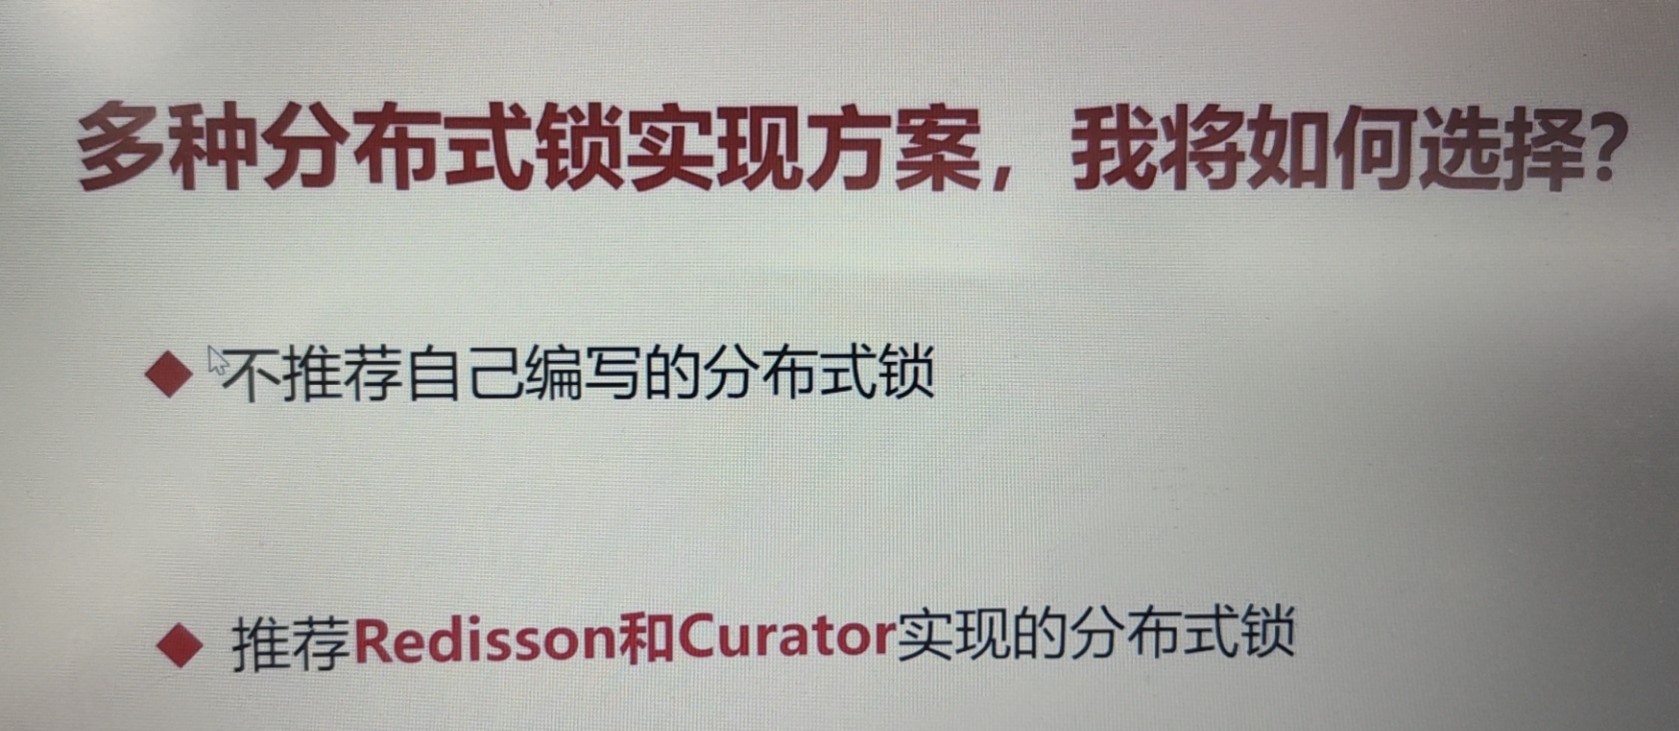 多种分布式锁实现方案，我将如何选择？
不推荐自己编写的分布式锁
推荐Redisson和Curator实现的分布式锁